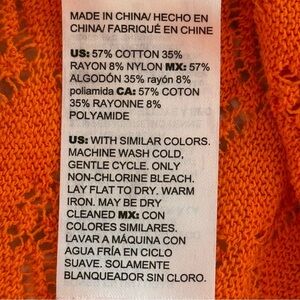 MADE IN CHINA/ HECHO EN
CHINA/ FABRIQUÉ EN CHINE
US: 57% COTTON 35%
RAYON 8% NYLON MX: 57%
ALGODÓN 35% rayón 8%
poliamida CA: 57% COTON
35% RAYONNE 8%
POLYAMIDE
US: WITH SIMILAR COLORS.
MACHINE WASH COLD,
GENTLE CYCLE. ONLY
NON-CHLORINE BLEACH.
LAY FLAT TO DRY. WARM
IRON. MAY BE DRY
CLEANED MX: CON
COLORES SIMILARES.
LAVAR A MÁQUINA CON
AGUA FRÍA EN CICLO
SUAVE. SOLAMENTE
BLANQUEADOR SIN CLORO.